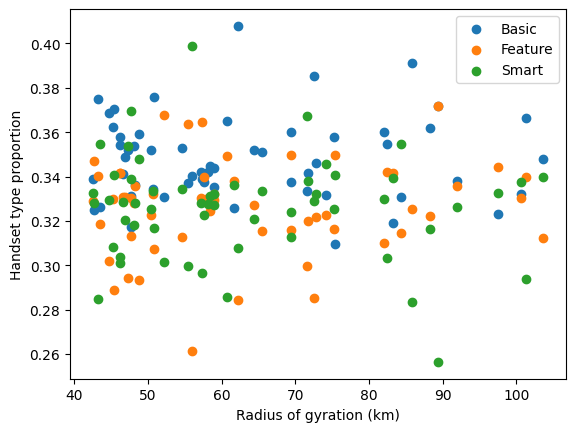 Basic
Feature
Smart
Handset type proportion
0.40
0.38
0.36
0.34
0.32
0.30
0.28
0.26
40 50 60 70 80 90 100
Radius of gyration (km)